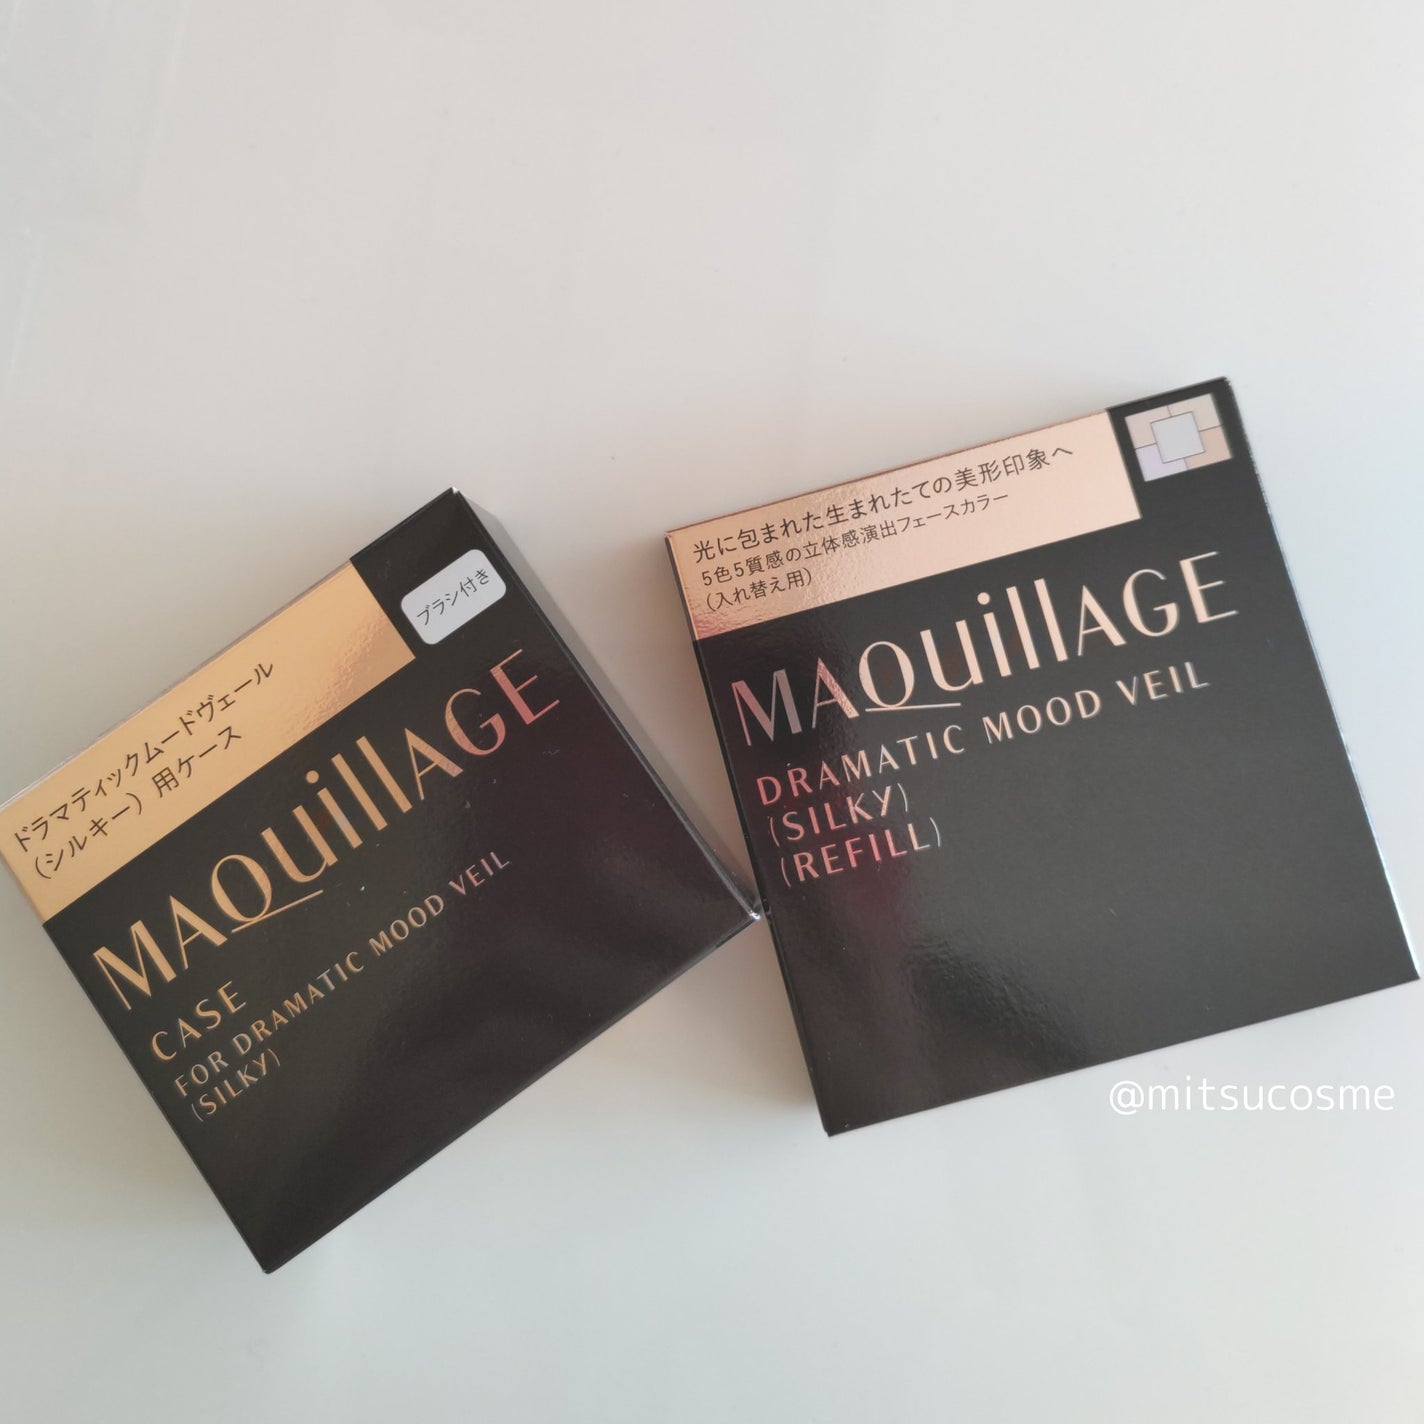 ドラマティックムードヴェール
（シルキー）用ケース
ブラシ付き
MAQuillAGE
CASE
FOR DRAMATIC MOOD VEIL
(SILKY)
光に包まれた生まれたての美形印象へ
5色5質感の立体感演出フェースカラー
（入れ替え用）
MAQuillAGE
DRAMATIC MOOD VEIL
(SILKY)
(REFILL)
@mitsucosme